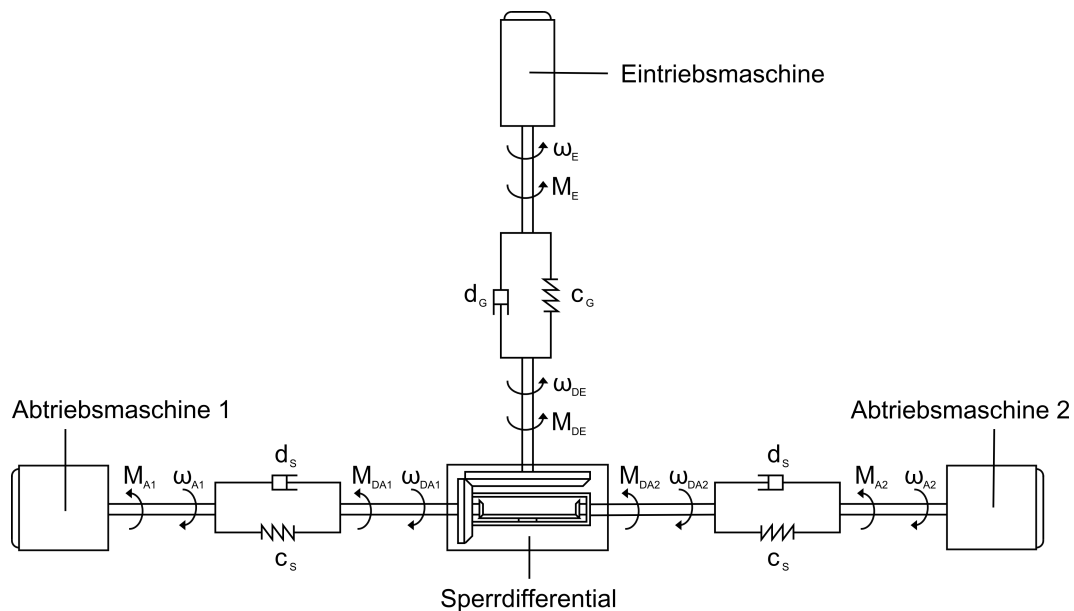 Eintriebsmaschine
ω_E
M_E
d_G c_G
ω_DE
M_DE
Abtriebsmaschine 1 Abtriebsmaschine 2
M_A1 ω_A1 d_S M_DA1 ω_DA1 M_DA2 ω_DA2 d_S M_A2 ω_A2
c_S c_S
Sperrdifferential